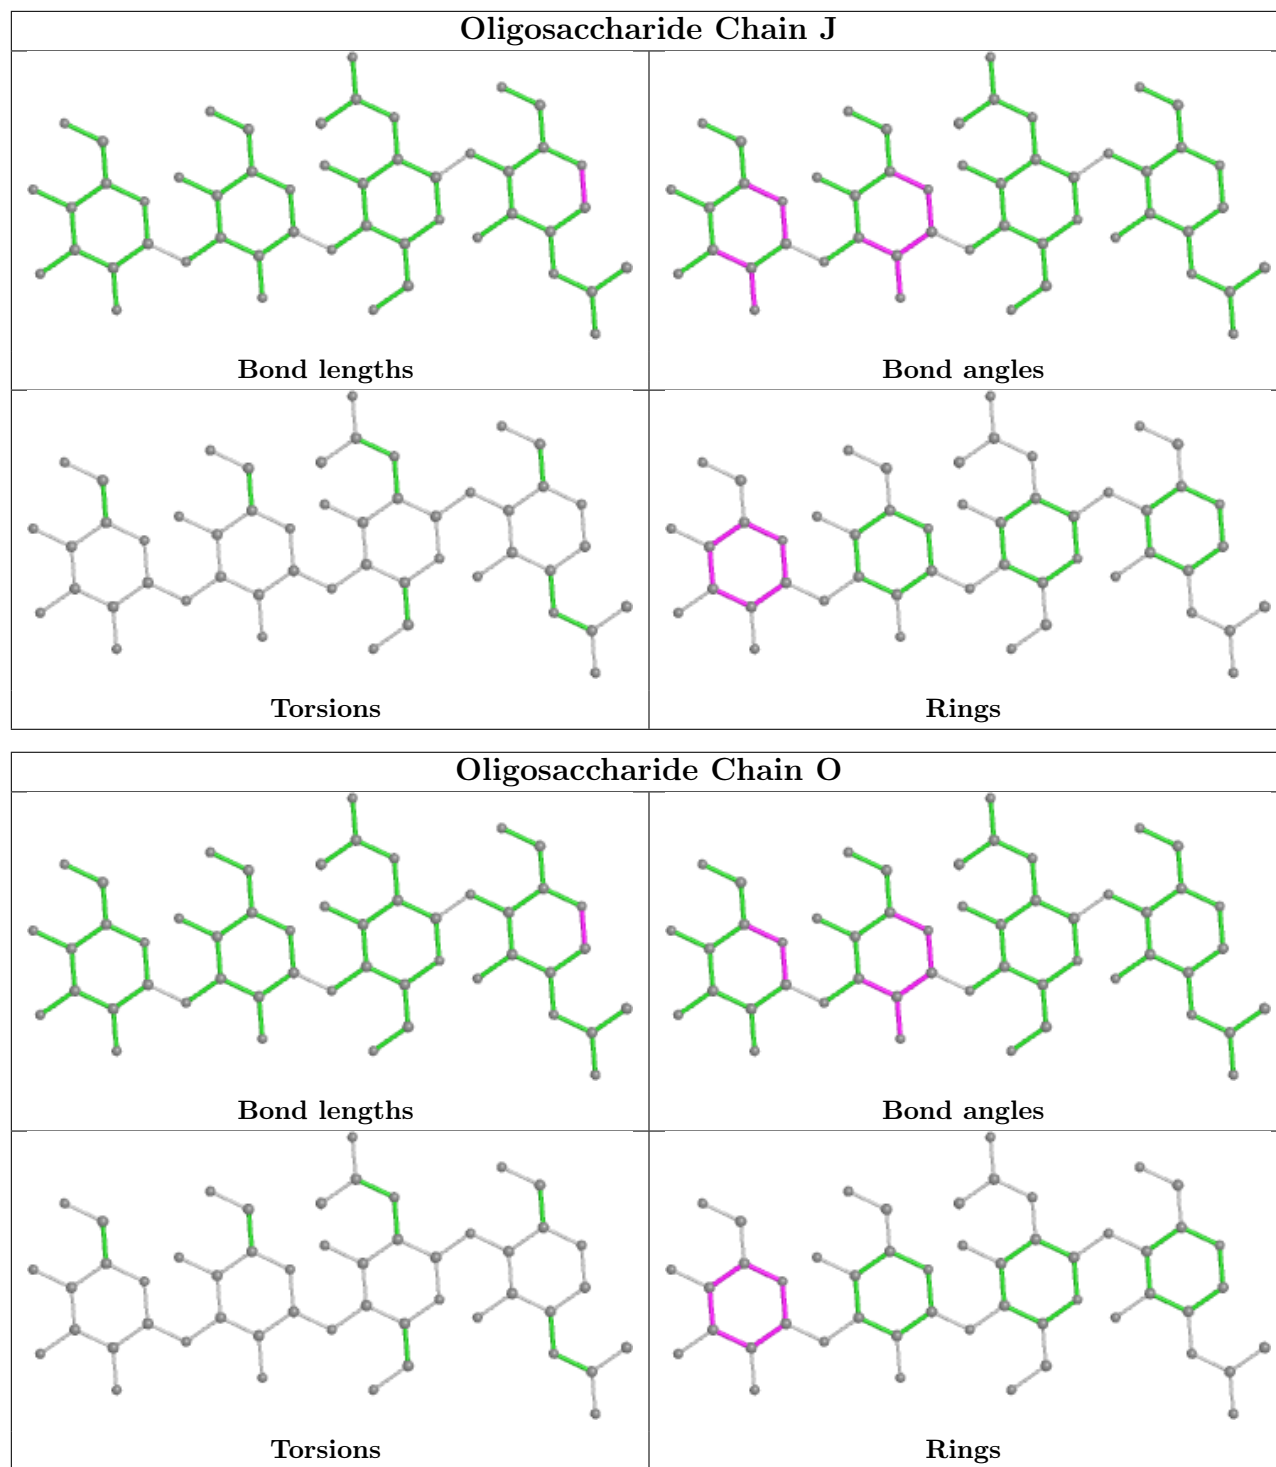 Oligosaccharide Chain J
Bond lengths
Bond angles
Torsions
Rings
Oligosaccharide Chain O
Bond lengths
Bond angles
Torsions
Rings